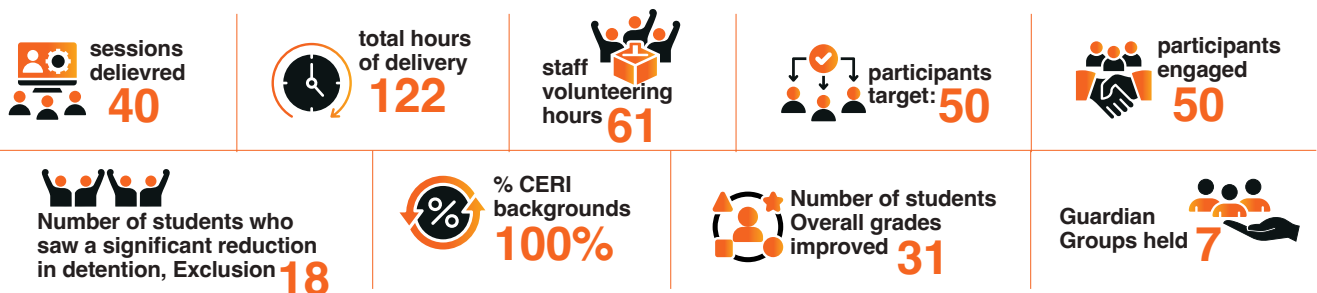 sessions
delievred
40
total hours
of delivery
122
staff
volunteering
hours 61
participants
target: 50
participants
engaged
50
Number of students who
saw a significant reduction
in detention, Exclusion 18
%
% CERI
backgrounds
100%
Number of students
Overall grades
improved 31
Guardian
Groups held 7